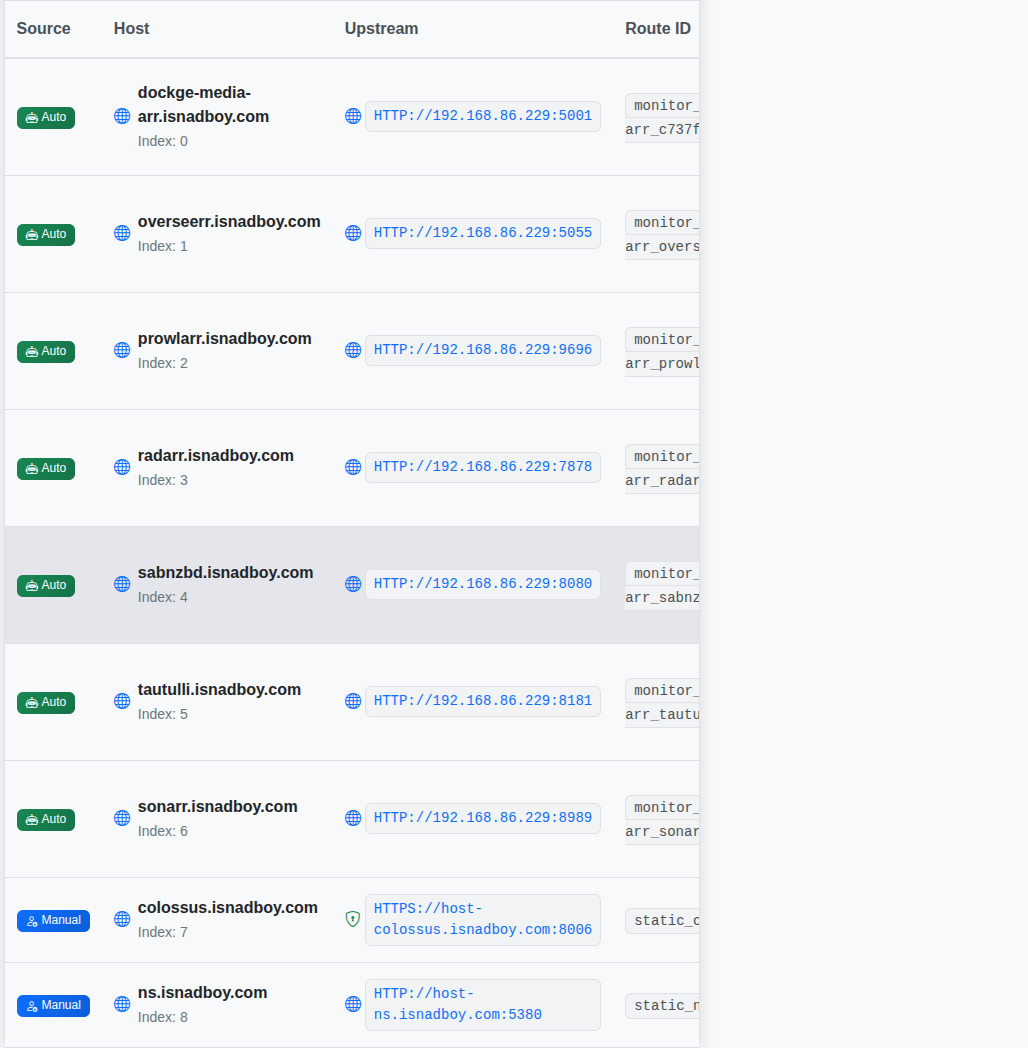 Source Host Upstream Route ID
Auto dockge-media-
arr.isnadboy.com
Index: 0 HTTP://192.168.86.229:5001 monitor_
arr_c737f
Auto overseerr.isnadboy.com
Index: 1 HTTP://192.168.86.229:5055 monitor_
arr_overs
Auto prowlarr.isnadboy.com
Index: 2 HTTP://192.168.86.229:9696 monitor_
arr_prowl
Auto radarr.isnadboy.com
Index: 3 HTTP://192.168.86.229:7878 monitor_
arr_radar
Auto sabnzbd.isnadboy.com
Index: 4 HTTP://192.168.86.229:8080 monitor_
arr_sabnz
Auto tautulli.isnadboy.com
Index: 5 HTTP://192.168.86.229:8181 monitor_
arr_tautu
Auto sonarr.isnadboy.com
Index: 6 HTTP://192.168.86.229:8989 monitor_
arr_sonar
Manual colossus.isnadboy.com
Index: 7 HTTPS://host-
colossus.isnadboy.com:8006 static_c
Manual ns.isnadboy.com
Index: 8 HTTP://host-
ns.isnadboy.com:5380 static_n